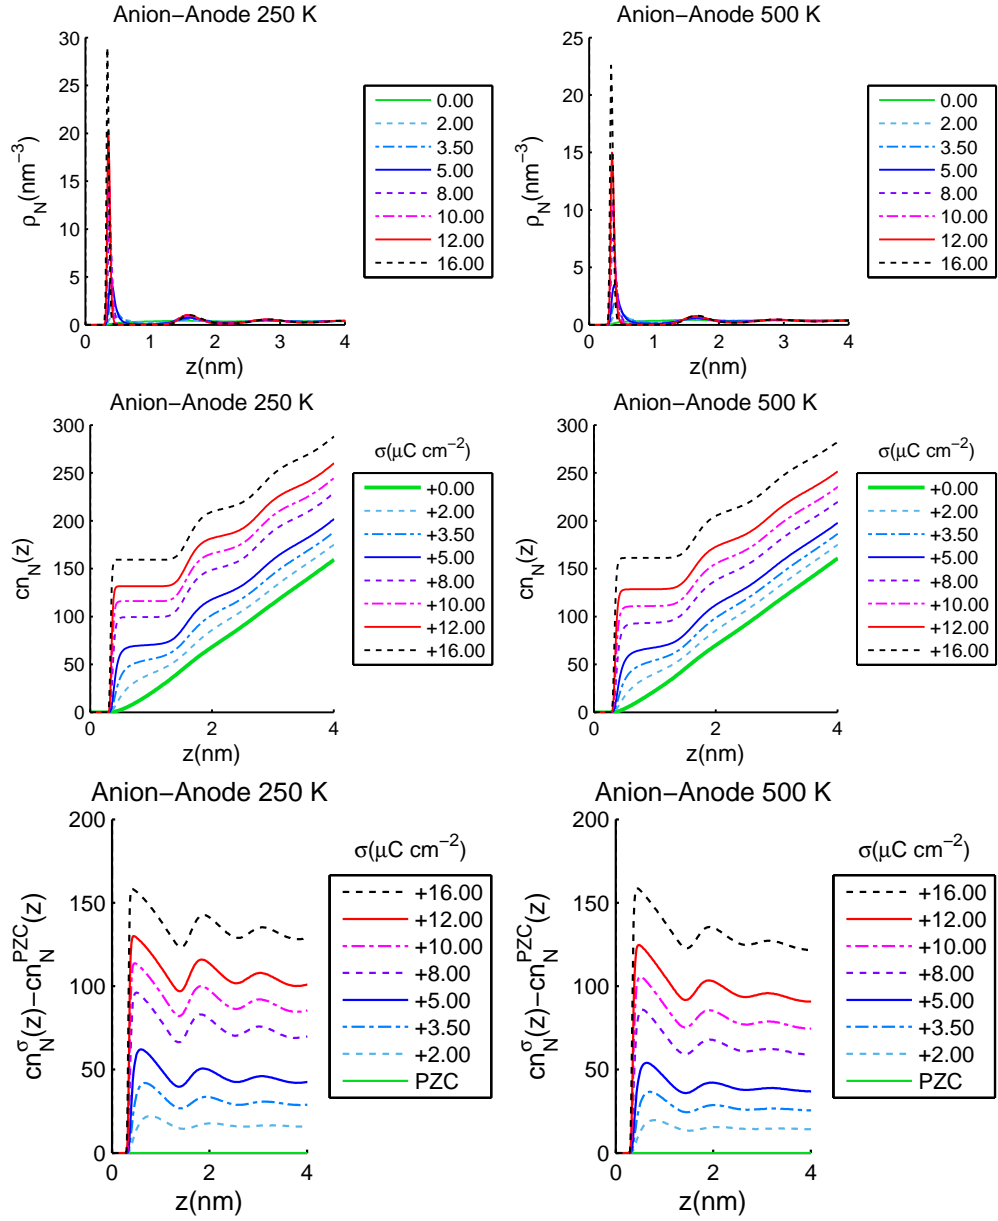 Anion−Anode 250 K
30
25
20
15
10
5
0
0 1 2 3 4
ρ_N(nm⁻³)
z(nm)
0.00
2.00
3.50
5.00
8.00
10.00
12.00
16.00
Anion−Anode 500 K
25
20
15
10
5
0
0 1 2 3 4
ρ_N(nm⁻³)
z(nm)
0.00
2.00
3.50
5.00
8.00
10.00
12.00
16.00
Anion−Anode 250 K
300
250
200
150
100
50
0
0 2 4
cn_N(z)
z(nm)
σ(μC cm⁻²)
+0.00
+2.00
+3.50
+5.00
+8.00
+10.00
+12.00
+16.00
Anion−Anode 500 K
300
250
200
150
100
50
0
0 2 4
cn_N(z)
z(nm)
σ(μC cm⁻²)
+0.00
+2.00
+3.50
+5.00
+8.00
+10.00
+12.00
+16.00
Anion−Anode 250 K
200
150
100
50
0
0 2 4
cn_N^σ(z)−cn_N^PZC(z)
z(nm)
σ(μC cm⁻²)
+16.00
+12.00
+10.00
+8.00
+5.00
+3.50
+2.00
PZC
Anion−Anode 500 K
200
150
100
50
0
0 2 4
cn_N^σ(z)−cn_N^PZC(z)
z(nm)
σ(μC cm⁻²)
+16.00
+12.00
+10.00
+8.00
+5.00
+3.50
+2.00
PZC